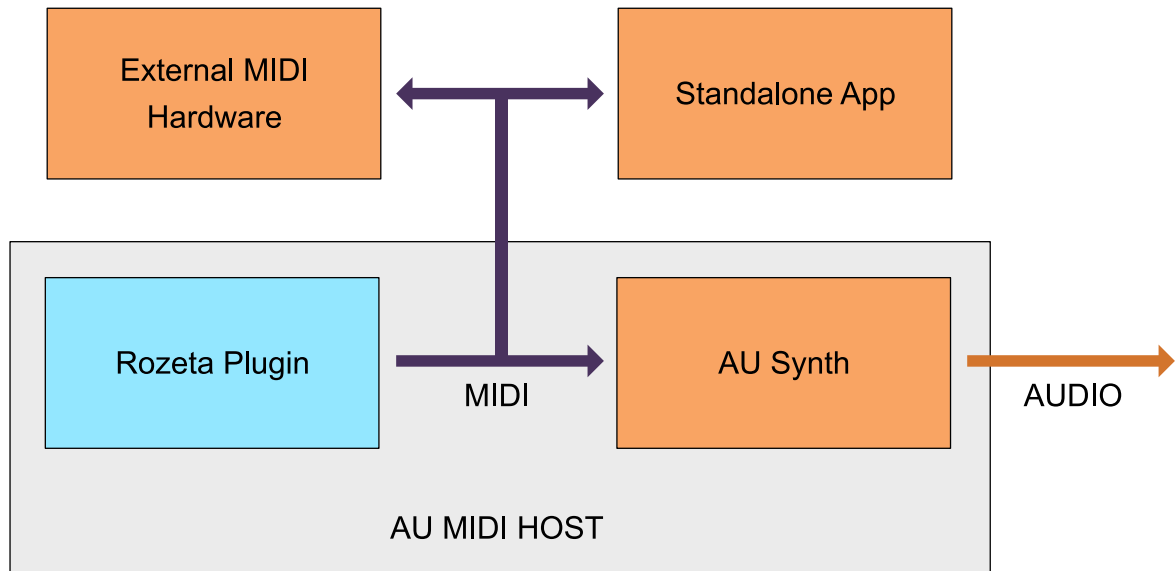 External MIDI
Hardware
Standalone App
Rozeta Plugin
MIDI
AU Synth
AUDIO
AU MIDI HOST